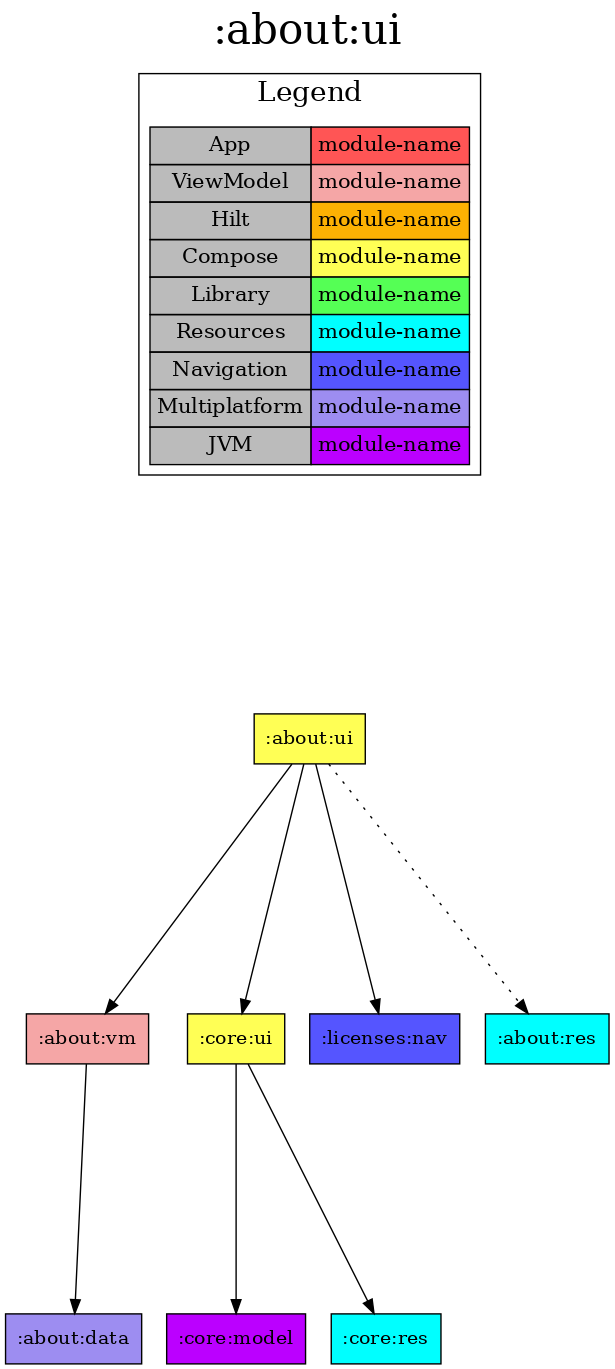 :about:ui
Legend
App module-name
ViewModel module-name
Hilt module-name
Compose module-name
Library module-name
Resources module-name
Navigation module-name
Multiplatform module-name
JVM module-name
:about:ui
:about:vm :core:ui :licenses:nav :about:res
:about:data :core:model :core:res